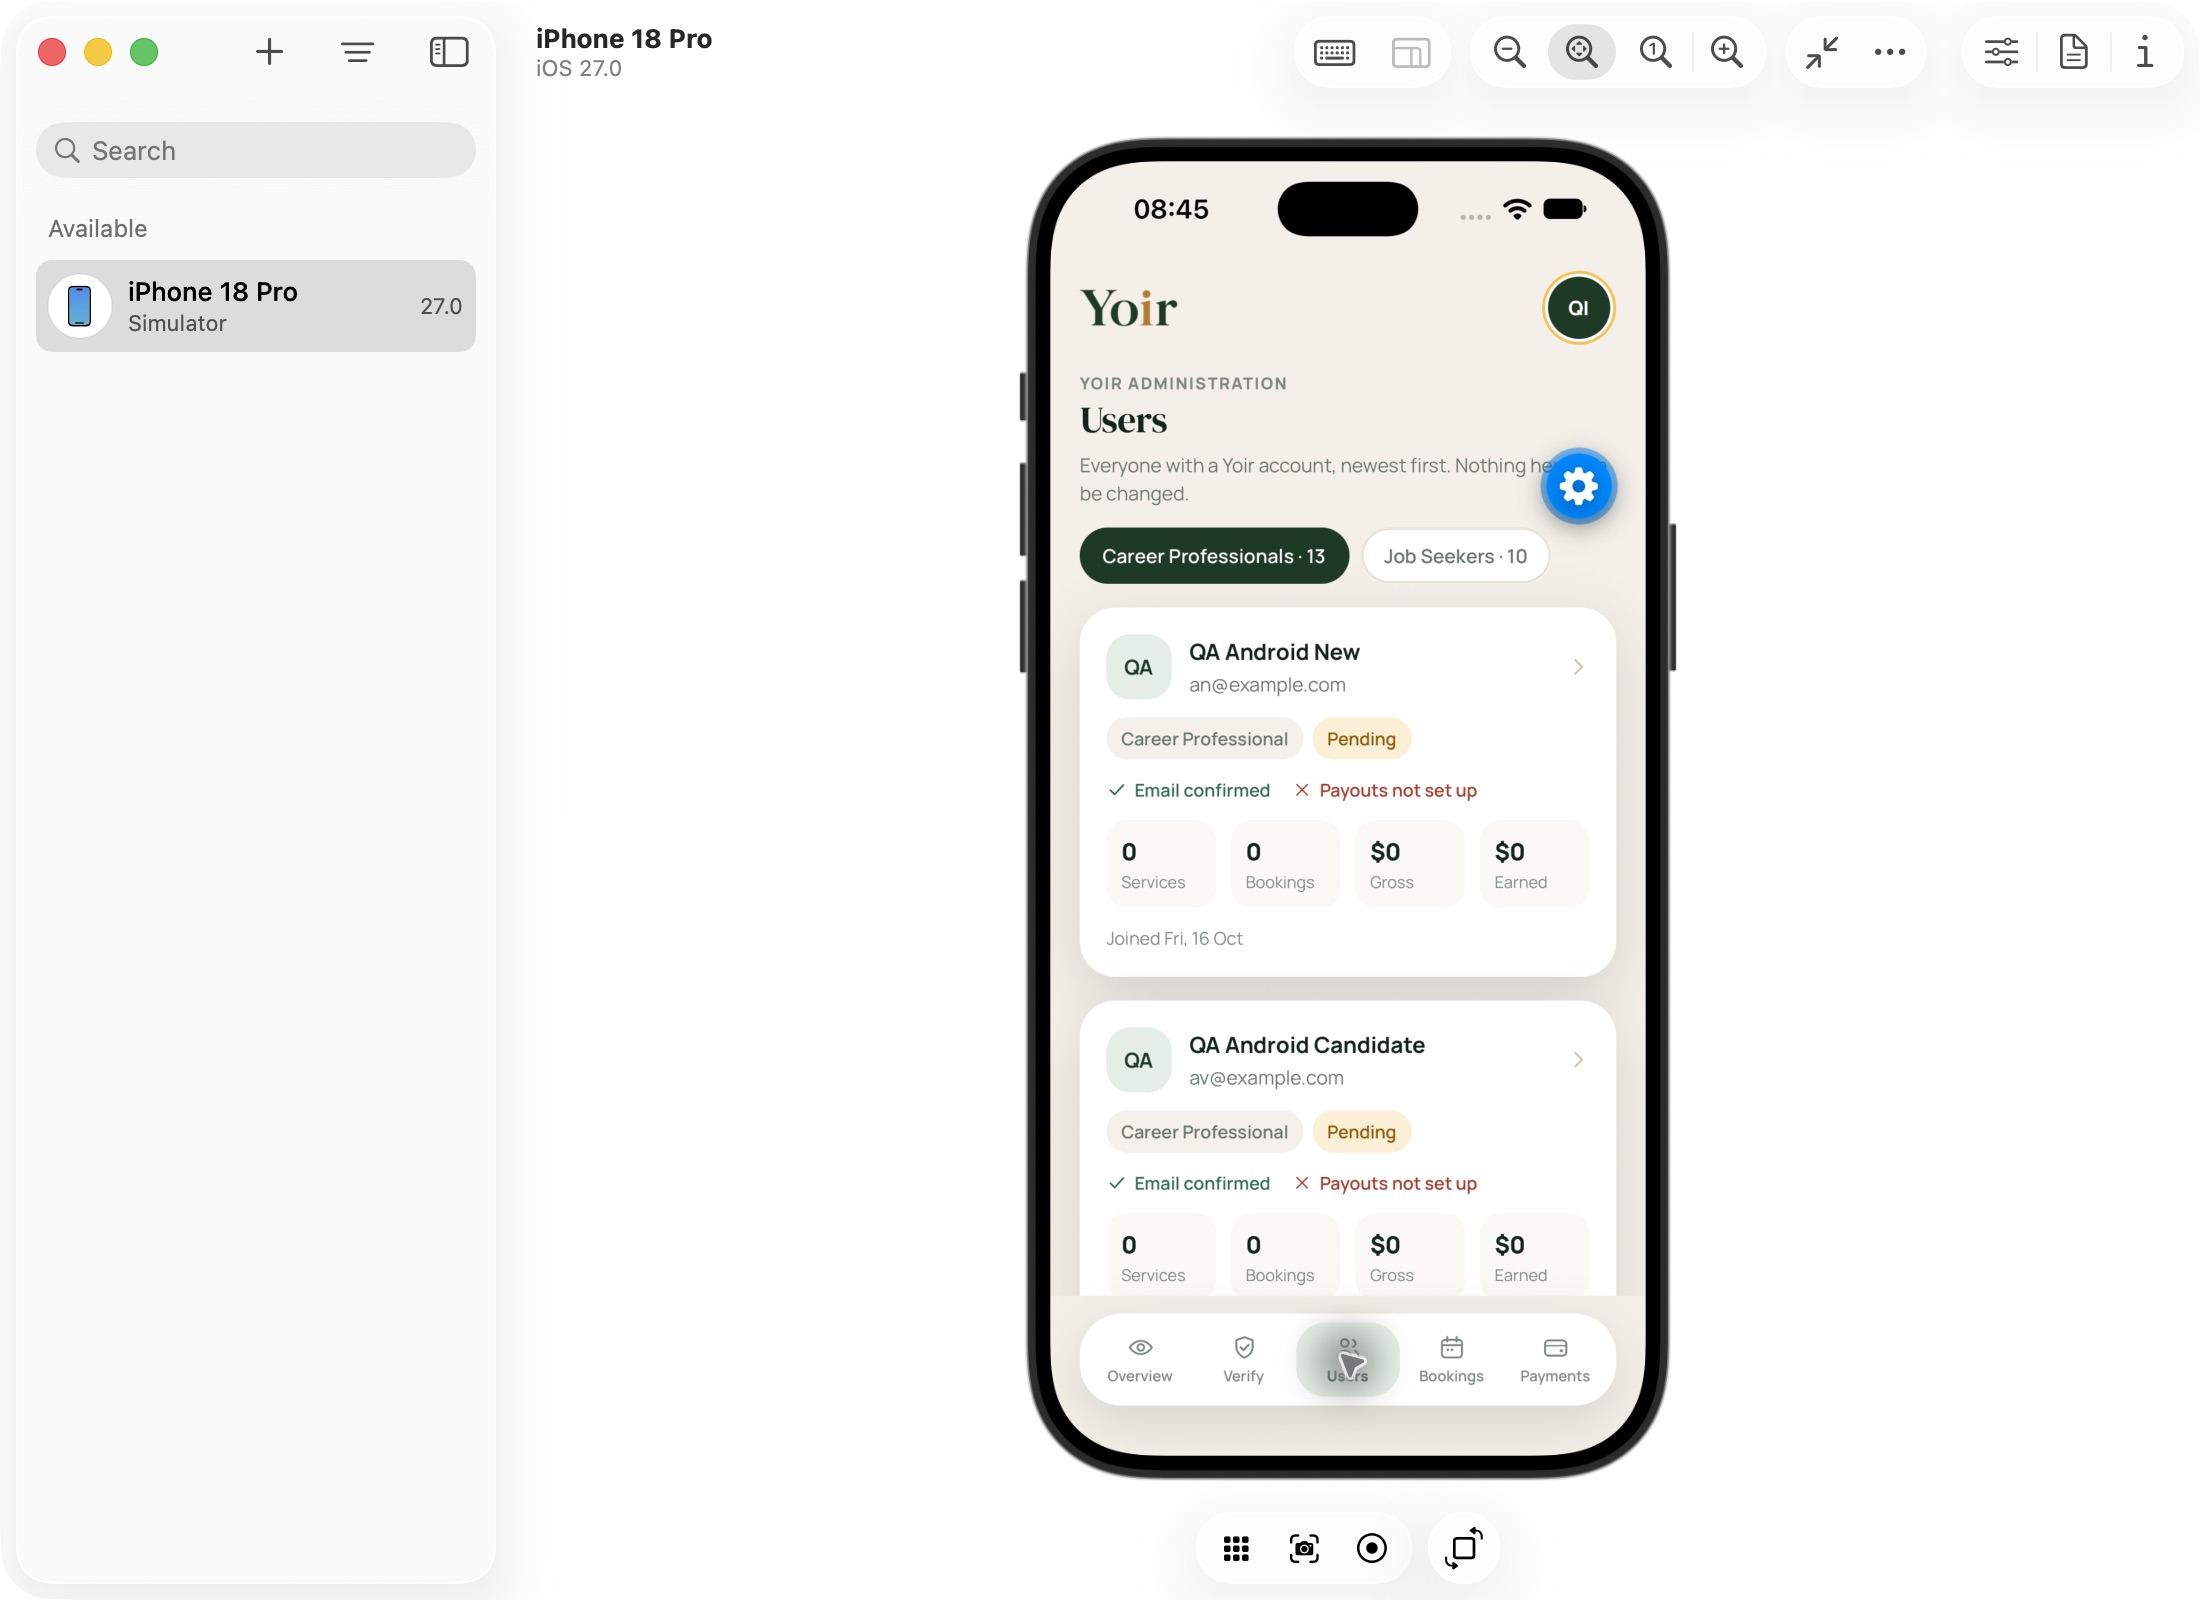 iPhone 18 Pro
iOS 27.0
Search
Available
iPhone 18 Pro
Simulator
27.0
08:45
Yoir
QI
YOIR ADMINISTRATION
Users
Everyone with a Yoir account, newest first. Nothing
be changed.
Career Professionals · 13
Job Seekers · 10
QA
QA Android New
an@example.com
Career Professional
Pending
Email confirmed
Payouts not set up
0
Services
0
Bookings
$0
Gross
$0
Earned
Joined Fri, 16 Oct
QA
QA Android Candidate
av@example.com
Career Professional
Pending
Email confirmed
Payouts not set up
0
Services
0
Bookings
$0
Gross
$0
Earned
Overview
Verify
Users
Bookings
Payments